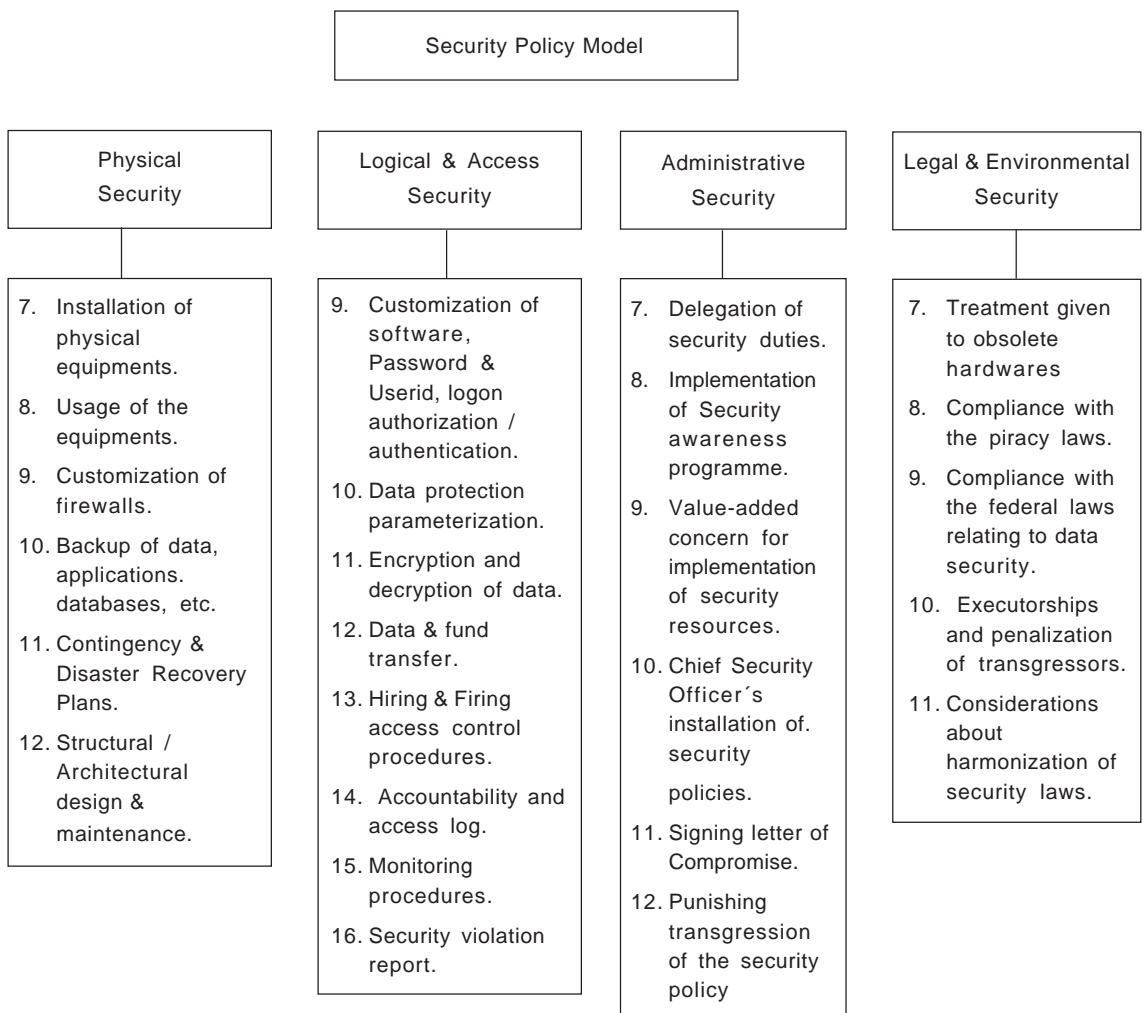 Security Policy Model
Physical
Security
7. Installation of
physical
equipments.
8. Usage of the
equipments.
9. Customization of
firewalls.
10. Backup of data,
applications.
databases, etc.
11. Contingency &
Disaster Recovery
Plans.
12. Structural /
Architectural
design &
maintenance.
Logical & Access
Security
9. Customization of
software,
Password &
Userid, logon
authorization /
authentication.
10. Data protection
parameterization.
11. Encryption and
decryption of data.
12. Data & fund
transfer.
13. Hiring & Firing
access control
procedures.
14. Accountability and
access log.
15. Monitoring
procedures.
16. Security violation
report.
Administrative
Security
7. Delegation of
security duties.
8. Implementation
of Security
awareness
programme.
9. Value-added
concern for
implementation
of security
resources.
10. Chief Security
Officer´s
installation of.
security
policies.
11. Signing letter of
Compromise.
12. Punishing
transgression
of the security
policy
Legal & Environmental
Security
7. Treatment given
to obsolete
hardwares
8. Compliance with
the piracy laws.
9. Compliance with
the federal laws
relating to data
security.
10. Executorships
and penalization
of transgressors.
11. Considerations
about
harmonization of
security laws.